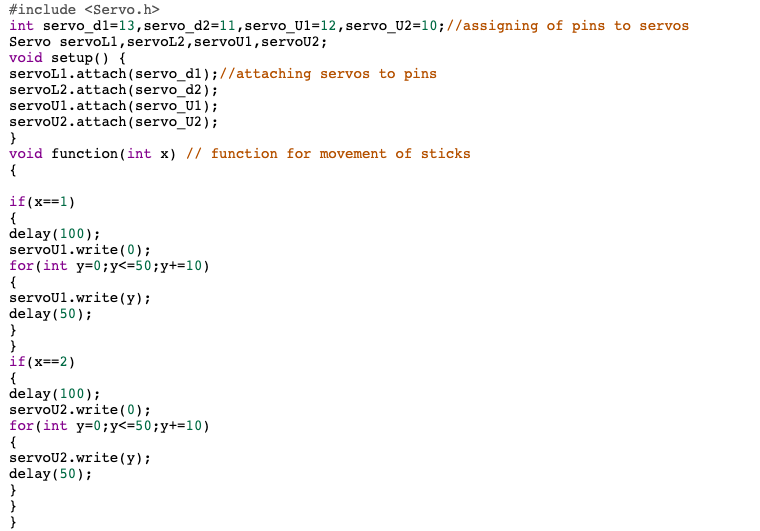 #include <Servo.h>
int servo_d1=13,servo_d2=11,servo_U1=12,servo_U2=10;//assigning of pins to servos
Servo servoL1,servoL2,servoU1,servoU2;
void setup() {
servoL1.attach(servo_d1);//attaching servos to pins
servoL2.attach(servo_d2);
servoU1.attach(servo_U1);
servoU2.attach(servo_U2);
}
void function(int x) // function for movement of sticks
{
if(x==1)
{
delay(100);
servoU1.write(0);
for(int y=0;y<=50;y+=10)
{
servoU1.write(y);
delay(50);
}
}
if(x==2)
{
delay(100);
servoU2.write(0);
for(int y=0;y<=50;y+=10)
{
servoU2.write(y);
delay(50);
}
}
}